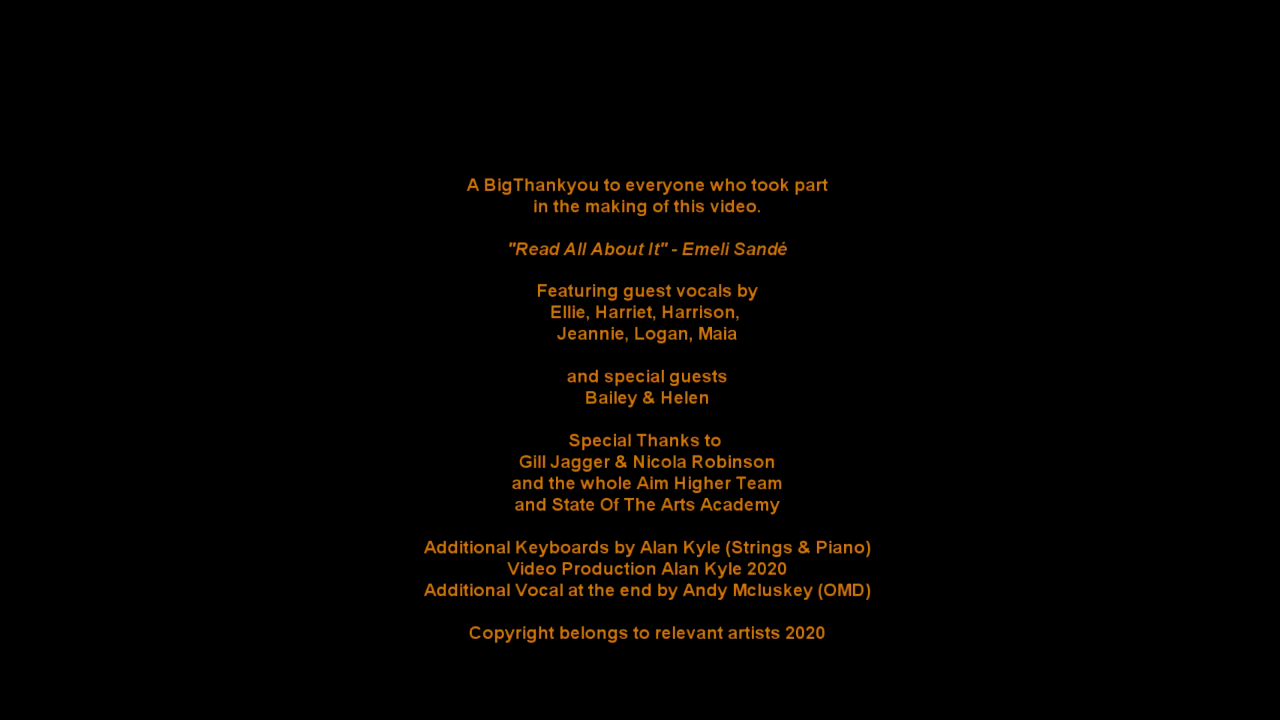 A BigThankyou to everyone who took part
in the making of this video.
"Read All About It" - Emeli Sandé
Featuring guest vocals by
Ellie, Harriet, Harrison,
Jeannie, Logan, Maia
and special guests
Bailey & Helen
Special Thanks to
Gill Jagger & Nicola Robinson
and the whole Aim Higher Team
and State Of The Arts Academy
Additional Keyboards by Alan Kyle (Strings & Piano)
Video Production Alan Kyle 2020
Additional Vocal at the end by Andy Mcluskey (OMD)
Copyright belongs to relevant artists 2020